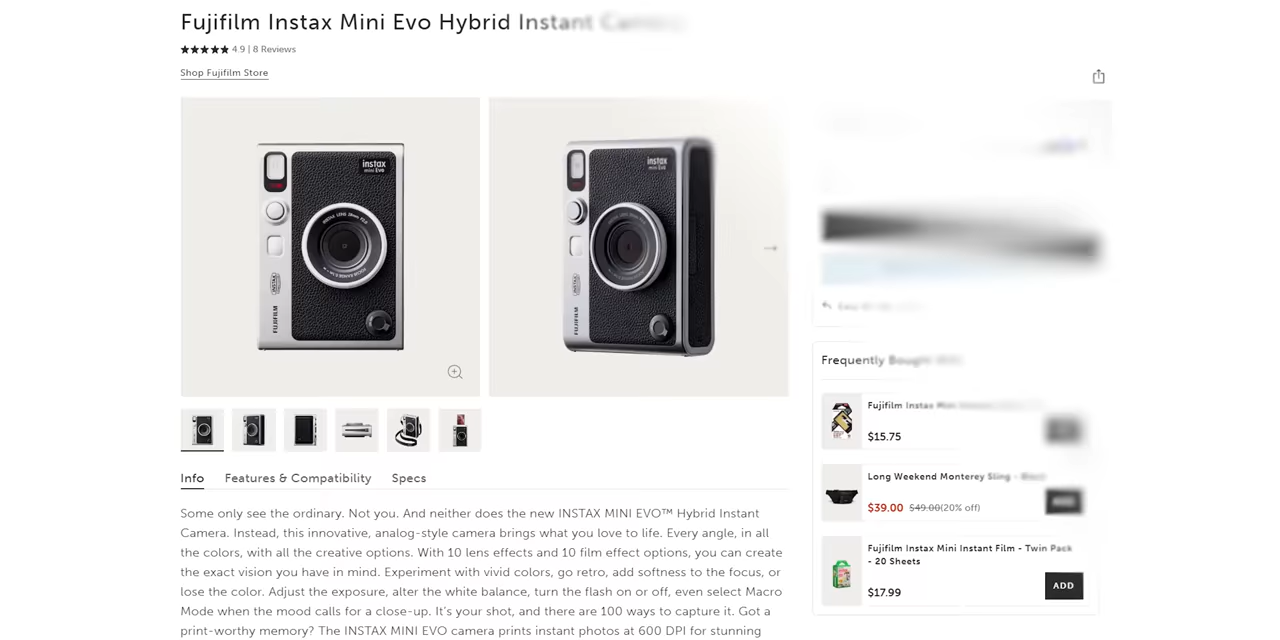 Fujifilm Instax Mini Evo Hybrid Instant Camera
4.9 | 8 Reviews
Shop Fujifilm Store
instax
mini Evo
INSTAX LENS 28mm F/2
FUJIFILM
instax
mini Evo
FUJIFILM
Frequently Bought With
Fujifilm Instax Mini
$15.75
Long Weekend Monterey Sling - Black
$39.00 $49.00(20% off)
Fujifilm Instax Mini Instant Film - Twin Pack
- 20 Sheets
$17.99
ADD
Info Features & Compatibility Specs
Some only see the ordinary. Not you. And neither does the new INSTAX MINI EVO™ Hybrid Instant
Camera. Instead, this innovative, analog-style camera brings what you love to life. Every angle, in all
the colors, with all the creative options. With 10 lens effects and 10 film effect options, you can create
the exact vision you have in mind. Experiment with vivid colors, go retro, add softness to the focus, or
lose the color. Adjust the exposure, alter the white balance, turn the flash on or off, even select Macro
Mode when the mood calls for a close-up. It's your shot, and there are 100 ways to capture it. Got a
print-worthy memory? The INSTAX MINI EVO camera prints instant photos at 600 DPI for stunning